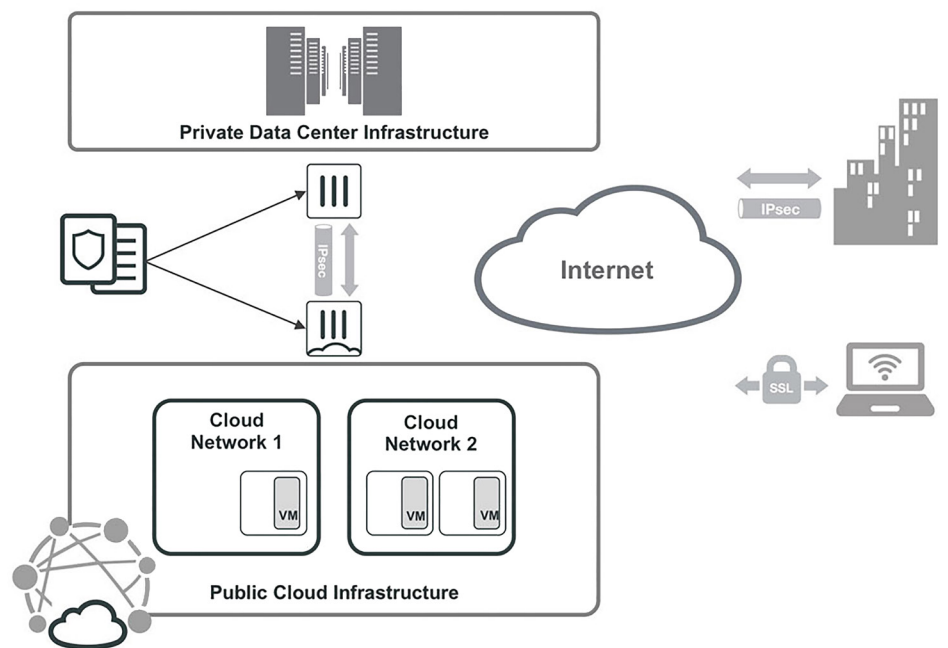 Private Data Center Infrastructure
IPsec
IPsec
Internet
SSL
Cloud
Network 1
VM
Cloud
Network 2
VM
VM
Public Cloud Infrastructure